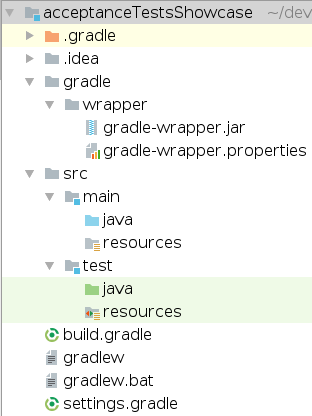 acceptanceTestsShowcase ~/dev
.gradle
.idea
gradle
wrapper
gradle-wrapper.jar
gradle-wrapper.properties
src
main
java
resources
test
java
resources
build.gradle
gradlew
gradlew.bat
settings.gradle